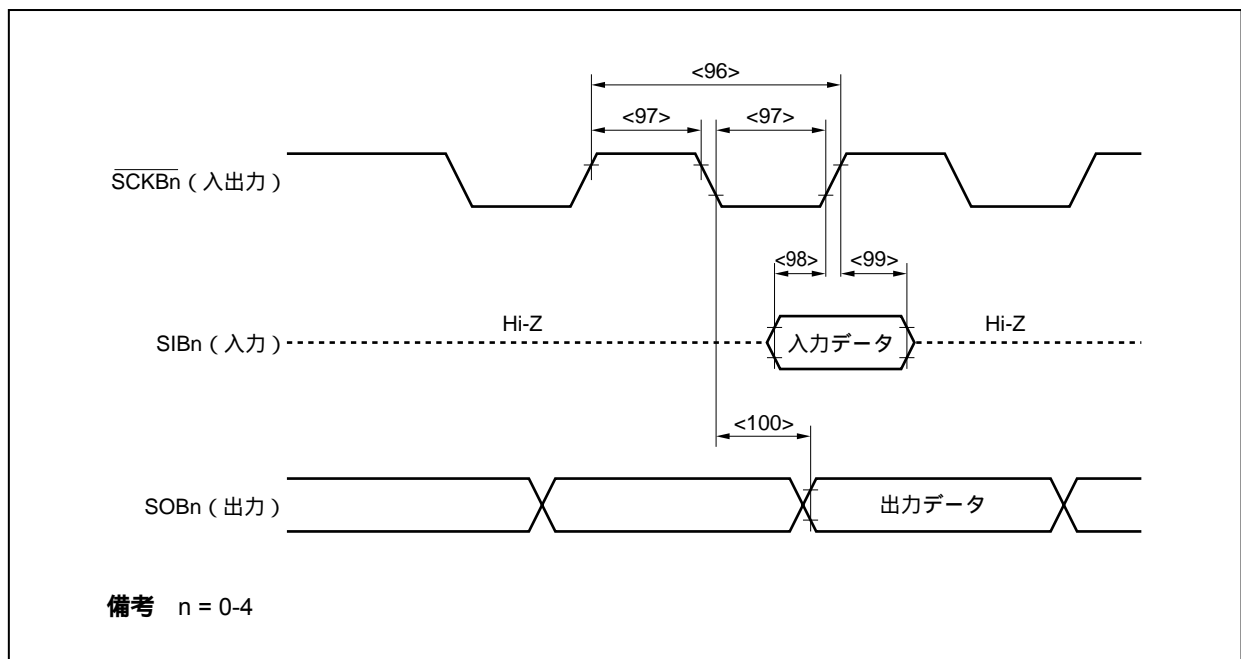 <96>
<97> <97>
SCKBn（入出力）
<98> <99>
Hi-Z Hi-Z
SIBn（入力） 入力データ
<100>
SOBn（出力） 出力データ
備考 n = 0-4